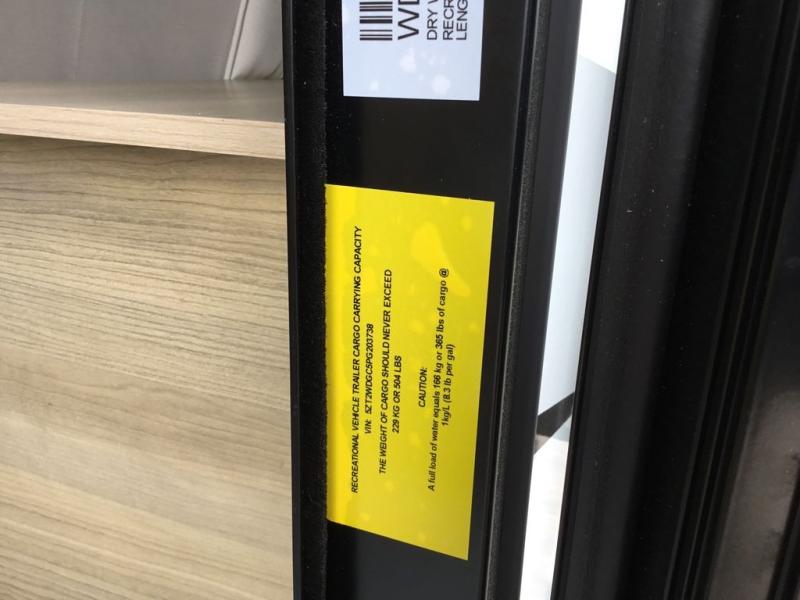 WD
DRY
RECR
LENG
RECREATIONAL VEHICLE TRAILER CARGO CARRYING CAPACITY
VIN: 5ZT2WDGC5PG203738
THE WEIGHT OF CARGO SHOULD NEVER EXCEED
229 KG OR 504 LBS
CAUTION:
A full load of water equals 166 kg or 365 lbs of cargo @
1kg/L (8.3 lb per gal)